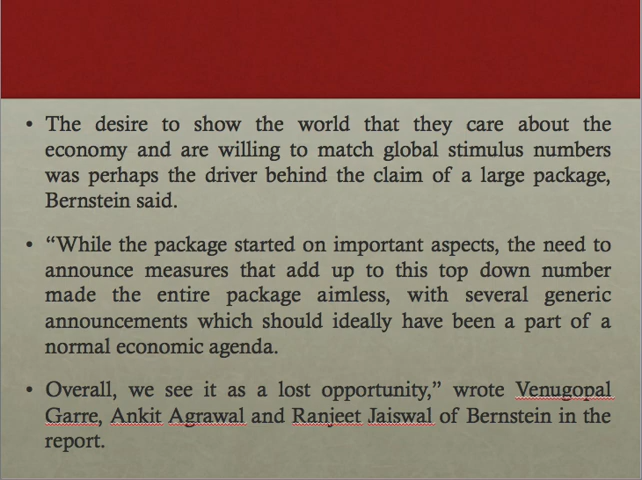 • The desire to show the world that they care about the
economy and are willing to match global stimulus numbers
was perhaps the driver behind the claim of a large package,
Bernstein said.
• “While the package started on important aspects, the need to
announce measures that add up to this top down number
made the entire package aimless, with several generic
announcements which should ideally have been a part of a
normal economic agenda.
• Overall, we see it as a lost opportunity,” wrote Venugopal
Garre, Ankit Agrawal and Ranjeet Jaiswal of Bernstein in the
report.